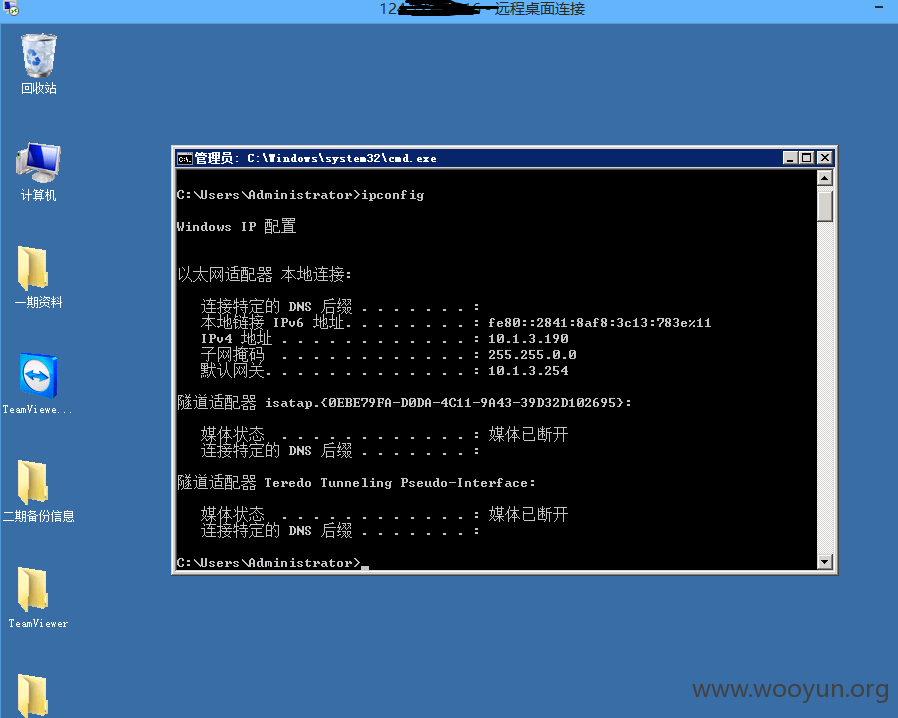 远程桌面连接
回收站
计算机
一期资料
TeamViewe...
二期备份信息
TeamViewer
管理员: C:\Windows\system32\cmd.exe
C:\Users\Administrator>ipconfig
Windows IP 配置
以太网适配器 本地连接:
连接特定的 DNS 后缀 . . . . . . . :
本地链接 IPv6 地址. . . . . . . . : fe80::2841:8af8:3c13:783e%11
IPv4 地址 . . . . . . . . . . . . : 10.1.3.190
子网掩码 . . . . . . . . . . . . : 255.255.0.0
默认网关. . . . . . . . . . . . . : 10.1.3.254
隧道适配器 isatap.{0EBE79FA-D0DA-4C11-9A43-39D32D102695}:
媒体状态 . . . . . . . . . . . . : 媒体已断开
连接特定的 DNS 后缀 . . . . . . . :
隧道适配器 Teredo Tunneling Pseudo-Interface:
媒体状态 . . . . . . . . . . . . : 媒体已断开
连接特定的 DNS 后缀 . . . . . . . :
C:\Users\Administrator>
www.wooyun.org